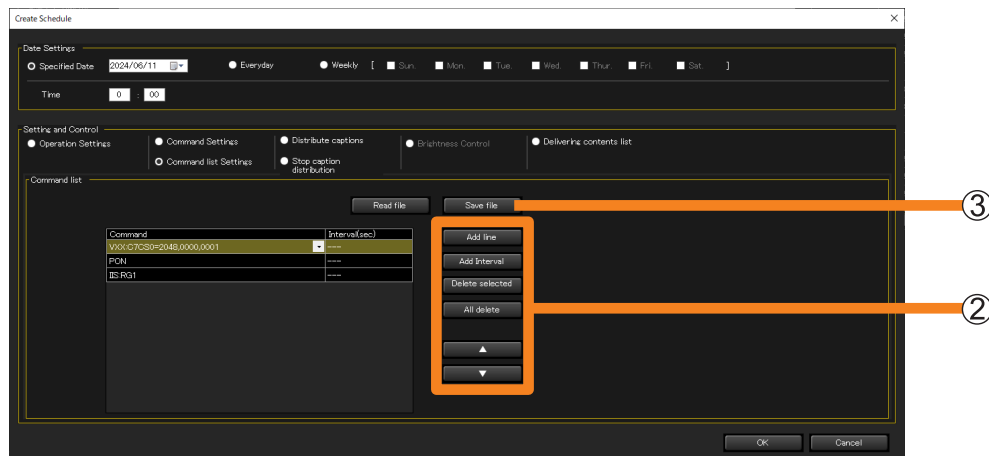 Create Schedule
Date Settings
Specified Date 2024/06/11 Everyday Weekly [ Sun. Mon. Tue. Wed. Thur. Fri. Sat. ]
Time 0 : 00
Setting and Control
Operation Settings Command Settings Distribute captions Brightness Control Delivering contents list
Command list Settings Stop caption
distribution
Command list
Read file Save file ③
Command Interval(sec) Add line
VXX:C7CS0=2048,0000,0001 ---
PON --- Add Interval
IIS:RG1 --- Delete selected
All delete ②
▲
▼
OK Cancel